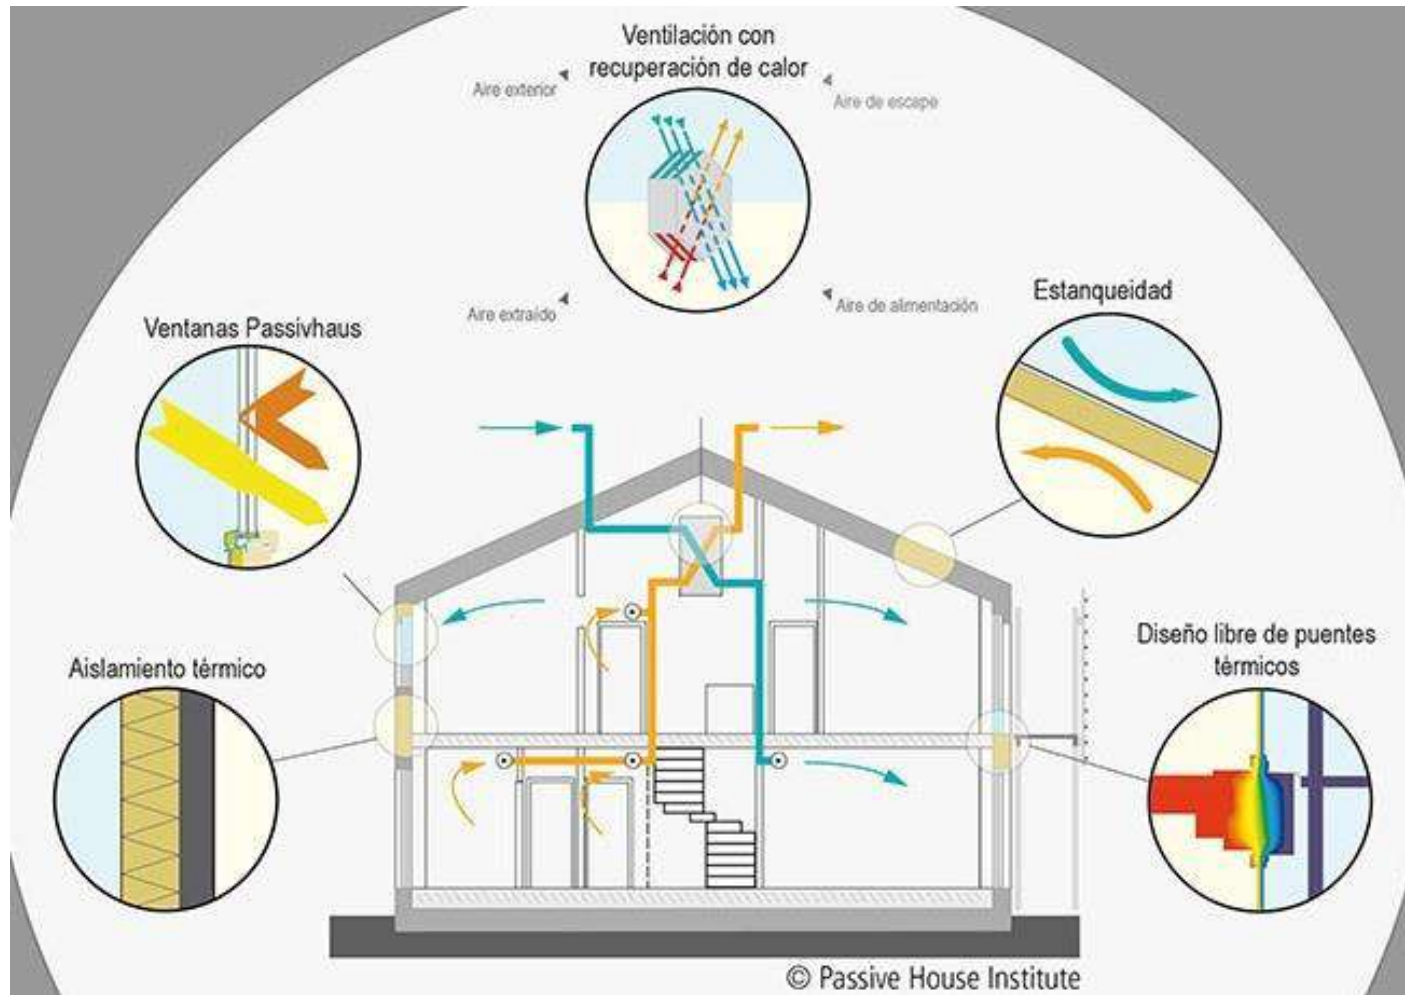 Ventilación con
recuperación de calor
Aire exterior
Aire de escape
Aire extraído
Aire de alimentación
Estanqueidad
Ventanas Passivhaus
Aislamiento térmico
Diseño libre de puentes
térmicos
© Passive House Institute